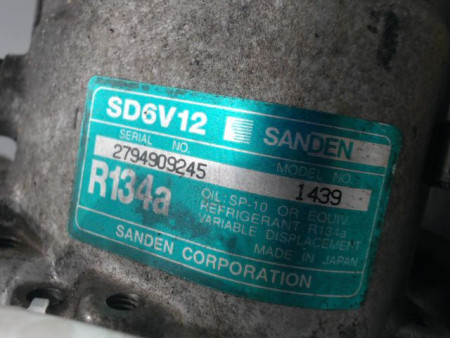 SD6V12 SANDEN
SERIAL NO.
2794909245
MODEL NO.
1439
R134a
OIL: SP-10 OR EQUIV.
REFRIGERANT R134a
VARIABLE DISPLACEMENT
MADE IN JAPAN
SANDEN CORPORATION